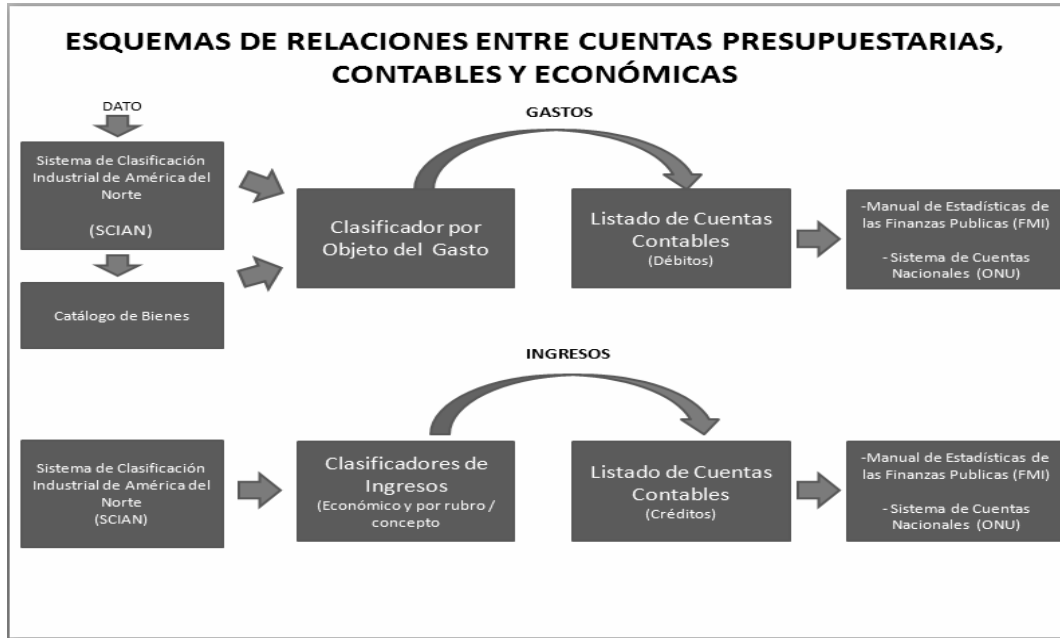 ESQUEMAS DE RELACIONES ENTRE CUENTAS PRESUPUESTARIAS,
CONTABLES Y ECONÓMICAS
DATO
GASTOS
Sistema de Clasificación
Industrial de América del
Norte
(SCIAN)
Catálogo de Bienes
Clasificador por
Objeto del Gasto
Listado de Cuentas
Contables
(Débitos)
-Manual de Estadísticas de
las Finanzas Publicas (FMI)
- Sistema de Cuentas
Nacionales (ONU)
INGRESOS
Sistema de Clasificación
Industrial de América del
Norte
(SCIAN)
Clasificadores de
Ingresos
(Económico y por rubro /
concepto
Listado de Cuentas
Contables
(Créditos)
-Manual de Estadísticas de
las Finanzas Publicas (FMI)
- Sistema de Cuentas
Nacionales (ONU)